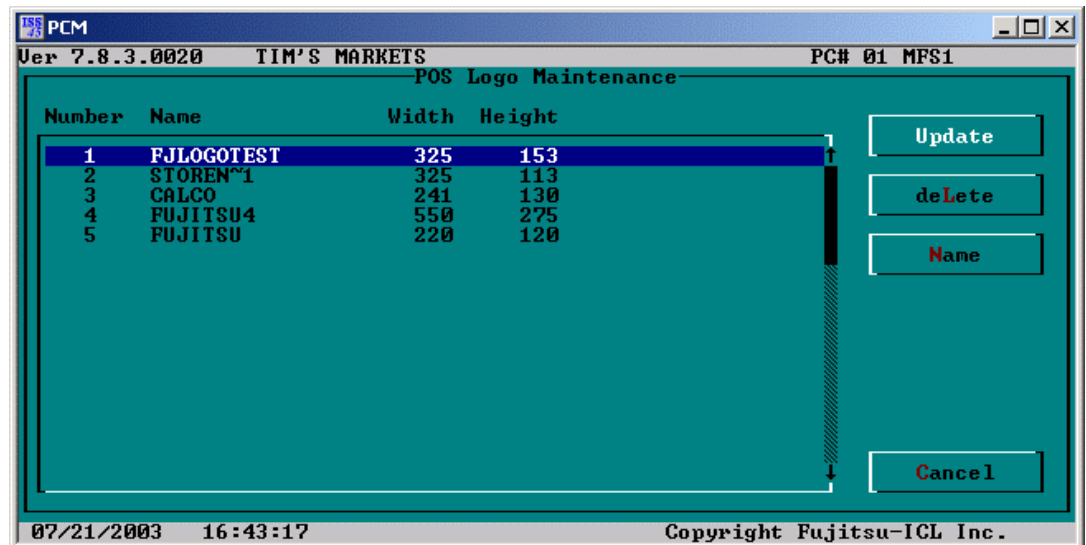 ISS 45 PCM
Ver 7.8.3.0020 TIM'S MARKETS PC# 01 MFS1
POS Logo Maintenance
Number Name Width Height
1 FJLOGOTEST 325 153
2 STOREN~1 325 113
3 CALCO 241 130
4 FUJITSU4 550 275
5 FUJITSU 220 120
Update
deLete
Name
Cancel
07/21/2003 16:43:17 Copyright Fujitsu-ICL Inc.